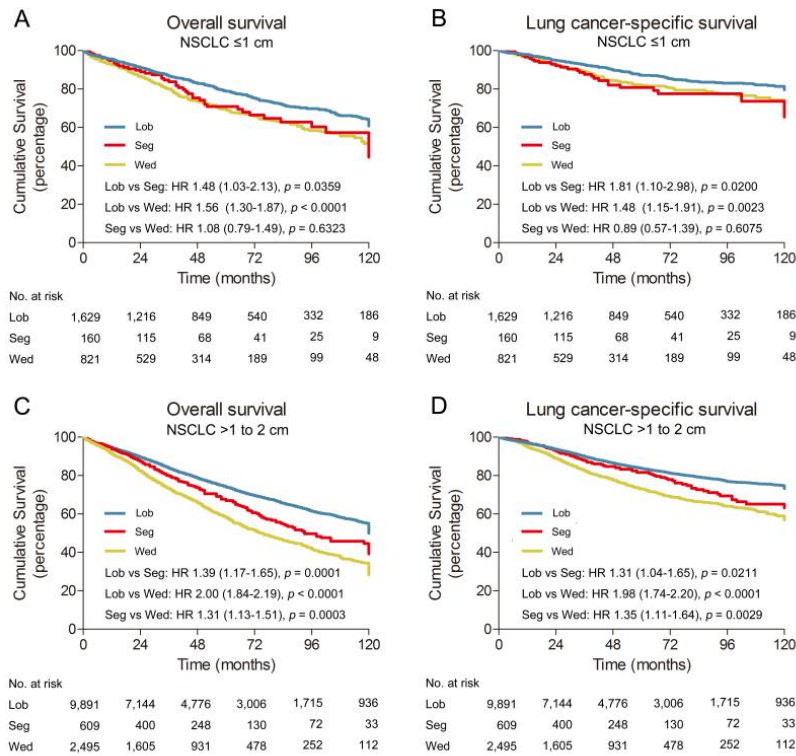 A
Overall survival
NSCLC ≤1 cm
Cumulative Survival
(percentage)
100
80
60
40
20
0
Lob
Seg
Wed
Lob vs Seg: HR 1.48 (1.03-2.13), p = 0.0359
Lob vs Wed: HR 1.56 (1.30-1.87), p < 0.0001
Seg vs Wed: HR 1.08 (0.79-1.49), p = 0.6323
0 24 48 72 96 120
Time (months)
No. at risk
Lob 1,629 1,216 849 540 332 186
Seg 160 115 68 41 25 9
Wed 821 529 314 189 99 48
B
Lung cancer-specific survival
NSCLC ≤1 cm
Cumulative Survival
(percentage)
100
80
60
40
20
0
Lob
Seg
Wed
Lob vs Seg: HR 1.81 (1.10-2.98), p = 0.0200
Lob vs Wed: HR 1.48 (1.15-1.91), p = 0.0023
Seg vs Wed: HR 0.89 (0.57-1.39), p = 0.6075
0 24 48 72 96 120
Time (months)
No. at risk
Lob 1,629 1,216 849 540 332 186
Seg 160 115 68 41 25 9
Wed 821 529 314 189 99 48
C
Overall survival
NSCLC >1 to 2 cm
Cumulative Survival
(percentage)
100
80
60
40
20
0
Lob
Seg
Wed
Lob vs Seg: HR 1.39 (1.17-1.65), p = 0.0001
Lob vs Wed: HR 2.00 (1.84-2.19), p < 0.0001
Seg vs Wed: HR 1.31 (1.13-1.51), p = 0.0003
0 24 48 72 96 120
Time (months)
No. at risk
Lob 9,891 7,144 4,776 3,006 1,715 936
Seg 609 400 248 130 72 33
Wed 2,495 1,605 931 478 252 112
D
Lung cancer-specific survival
NSCLC >1 to 2 cm
Cumulative Survival
(percentage)
100
80
60
40
20
0
Lob
Seg
Wed
Lob vs Seg: HR 1.31 (1.04-1.65), p = 0.0211
Lob vs Wed: HR 1.98 (1.74-2.20), p < 0.0001
Seg vs Wed: HR 1.35 (1.11-1.64), p = 0.0029
0 24 48 72 96 120
Time (months)
No. at risk
Lob 9,891 7,144 4,776 3,006 1,715 936
Seg 609 400 248 130 72 33
Wed 2,495 1,605 931 478 252 112